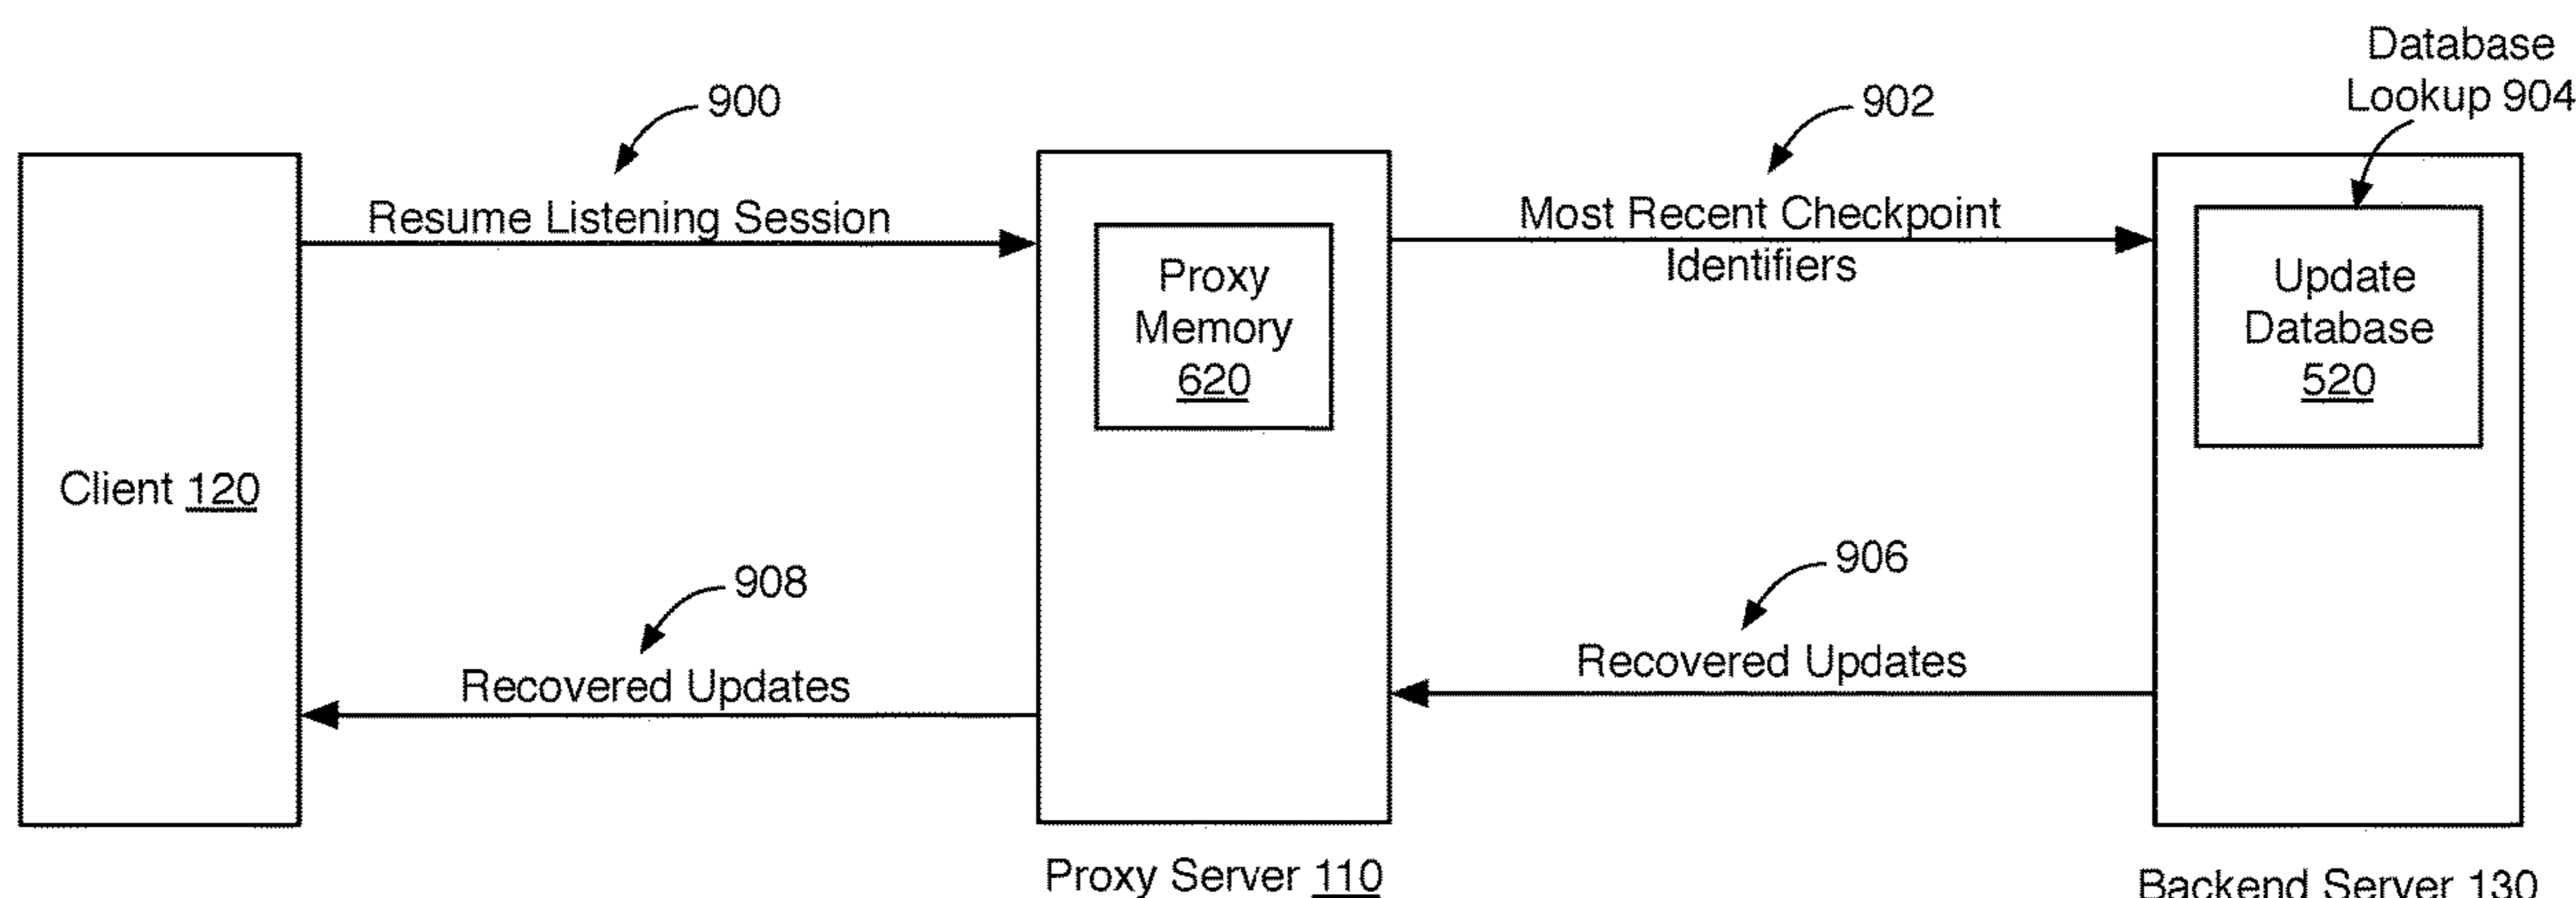 Database
Lookup 904
900
902
Resume Listening Session
Most Recent Checkpoint
Identifiers
Proxy
Memory
620
Update
Database
520
Client 120
908
906
Recovered Updates
Recovered Updates
Proxy Server 110
Backend Server 130